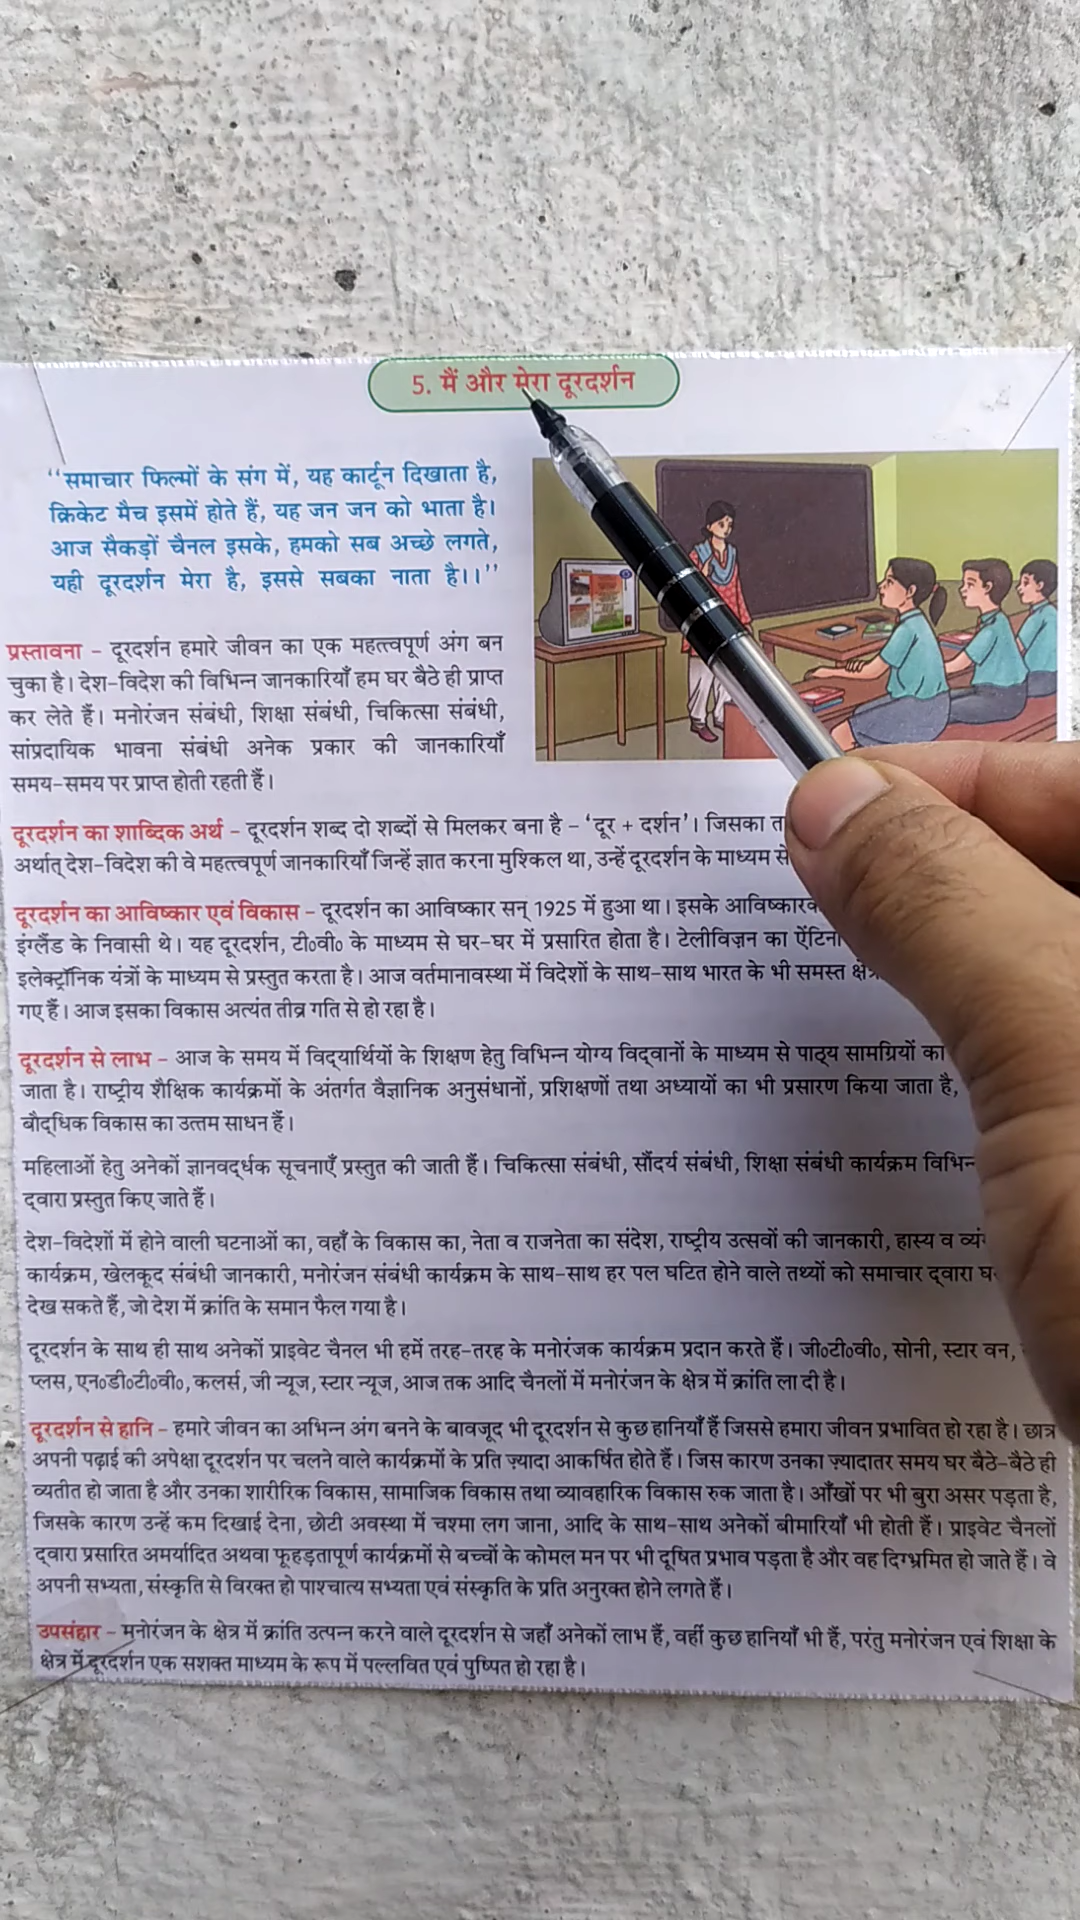 5. मैं और मेरा दूरदर्शन
‘‘समाचार फिल्मों के संग में, यह कार्टून दिखाता है,
क्रिकेट मैच इसमें होते हैं, यह जन जन को भाता है।
आज सैकड़ों चैनल इसके, हमको सब अच्छे लगते,
यही दूरदर्शन मेरा है, इससे सबका नाता है।।’’
प्रस्तावना – दूरदर्शन हमारे जीवन का एक महत्त्वपूर्ण अंग बन
चुका है। देश-विदेश की विभिन्न जानकारियाँ हम घर बैठे ही प्राप्त
कर लेते हैं। मनोरंजन संबंधी, शिक्षा संबंधी, चिकित्सा संबंधी,
सांप्रदायिक भावना संबंधी अनेक प्रकार की जानकारियाँ
समय-समय पर प्राप्त होती रहती हैं।
दूरदर्शन का शाब्दिक अर्थ – दूरदर्शन शब्द दो शब्दों से मिलकर बना है – ‘दूर + दर्शन’। जिसका
अर्थात् देश-विदेश की वे महत्त्वपूर्ण जानकारियाँ जिन्हें ज्ञात करना मुश्किल था, उन्हें दूरदर्शन के माध्यम से
दूरदर्शन का आविष्कार एवं विकास – दूरदर्शन का आविष्कार सन् 1925 में हुआ था। इसके
इंग्लैंड के निवासी थे। यह दूरदर्शन, टी०वी० के माध्यम से घर-घर में प्रसारित होता है। टेलीविज़न का ऐंटिना
इलेक्ट्रॉनिक यंत्रों के माध्यम से प्रस्तुत करता है। आज वर्तमानावस्था में विदेशों के साथ-साथ भारत के भी समस्त
गए हैं। आज इसका विकास अत्यंत तीव्र गति से हो रहा है।
दूरदर्शन से लाभ – आज के समय में विद्यार्थियों के शिक्षण हेतु विभिन्न योग्य विद्वानों के माध्यम से पाठ्य सामग्रियों का
जाता है। राष्ट्रीय शैक्षिक कार्यक्रमों के अंतर्गत वैज्ञानिक अनुसंधानों, प्रशिक्षणों तथा अध्यायों का भी प्रसारण किया जाता है,
बौद्धिक विकास का उत्तम साधन हैं।
महिलाओं हेतु अनेकों ज्ञानवर्द्धक सूचनाएँ प्रस्तुत की जाती हैं। चिकित्सा संबंधी, सौंदर्य संबंधी, शिक्षा संबंधी कार्यक्रम
द्वारा प्रस्तुत किए जाते हैं।
देश-विदेशों में होने वाली घटनाओं का, वहाँ के विकास का, नेता व राजनेता का संदेश, राष्ट्रीय उत्सवों की जानकारी, हास्य व
कार्यक्रम, खेलकूद संबंधी जानकारी, मनोरंजन संबंधी कार्यक्रम के साथ-साथ हर पल घटित होने वाले तथ्यों को समाचार द्वारा
देख सकते हैं, जो देश में क्रांति के समान फैल गया है।
दूरदर्शन के साथ ही साथ अनेकों प्राइवेट चैनल भी हमें तरह-तरह के मनोरंजक कार्यक्रम प्रदान करते हैं। जी०टी०वी०, सोनी, स्टार वन,
प्लस, एन०डी०टी०वी०, कलर्स, जी न्यूज, स्टार न्यूज, आज तक आदि चैनलों में मनोरंजन के क्षेत्र में क्रांति ला दी है।
दूरदर्शन से हानि – हमारे जीवन का अभिन्न अंग बनने के बावजूद भी दूरदर्शन से कुछ हानियाँ हैं जिससे हमारा जीवन प्रभावित हो रहा है। छात्र
अपनी पढ़ाई की अपेक्षा दूरदर्शन पर चलने वाले कार्यक्रमों के प्रति ज़्यादा आकर्षित होते हैं। जिस कारण उनका ज़्यादातर समय घर बैठे-बैठे ही
व्यतीत हो जाता है और उनका शारीरिक विकास, सामाजिक विकास तथा व्यावहारिक विकास रुक जाता है। आँखों पर भी बुरा असर पड़ता है,
जिसके कारण उन्हें कम दिखाई देना, छोटी अवस्था में चश्मा लग जाना, आदि के साथ-साथ अनेकों बीमारियाँ भी होती हैं। प्राइवेट चैनलों
द्वारा प्रसारित अमर्यादित अथवा फूहड़तापूर्ण कार्यक्रमों से बच्चों के कोमल मन पर भी दूषित प्रभाव पड़ता है और वह दिग्भ्रमित हो जाते हैं। वे
अपनी सभ्यता, संस्कृति से विरक्त हो पाश्चात्य सभ्यता एवं संस्कृति के प्रति अनुरक्त होने लगते हैं।
उपसंहार – मनोरंजन के क्षेत्र में क्रांति उत्पन्न करने वाले दूरदर्शन से जहाँ अनेकों लाभ हैं, वहीं कुछ हानियाँ भी हैं, परंतु मनोरंजन एवं शिक्षा के
क्षेत्र में दूरदर्शन एक सशक्त माध्यम के रूप में पल्लवित एवं पुष्पित हो रहा है।